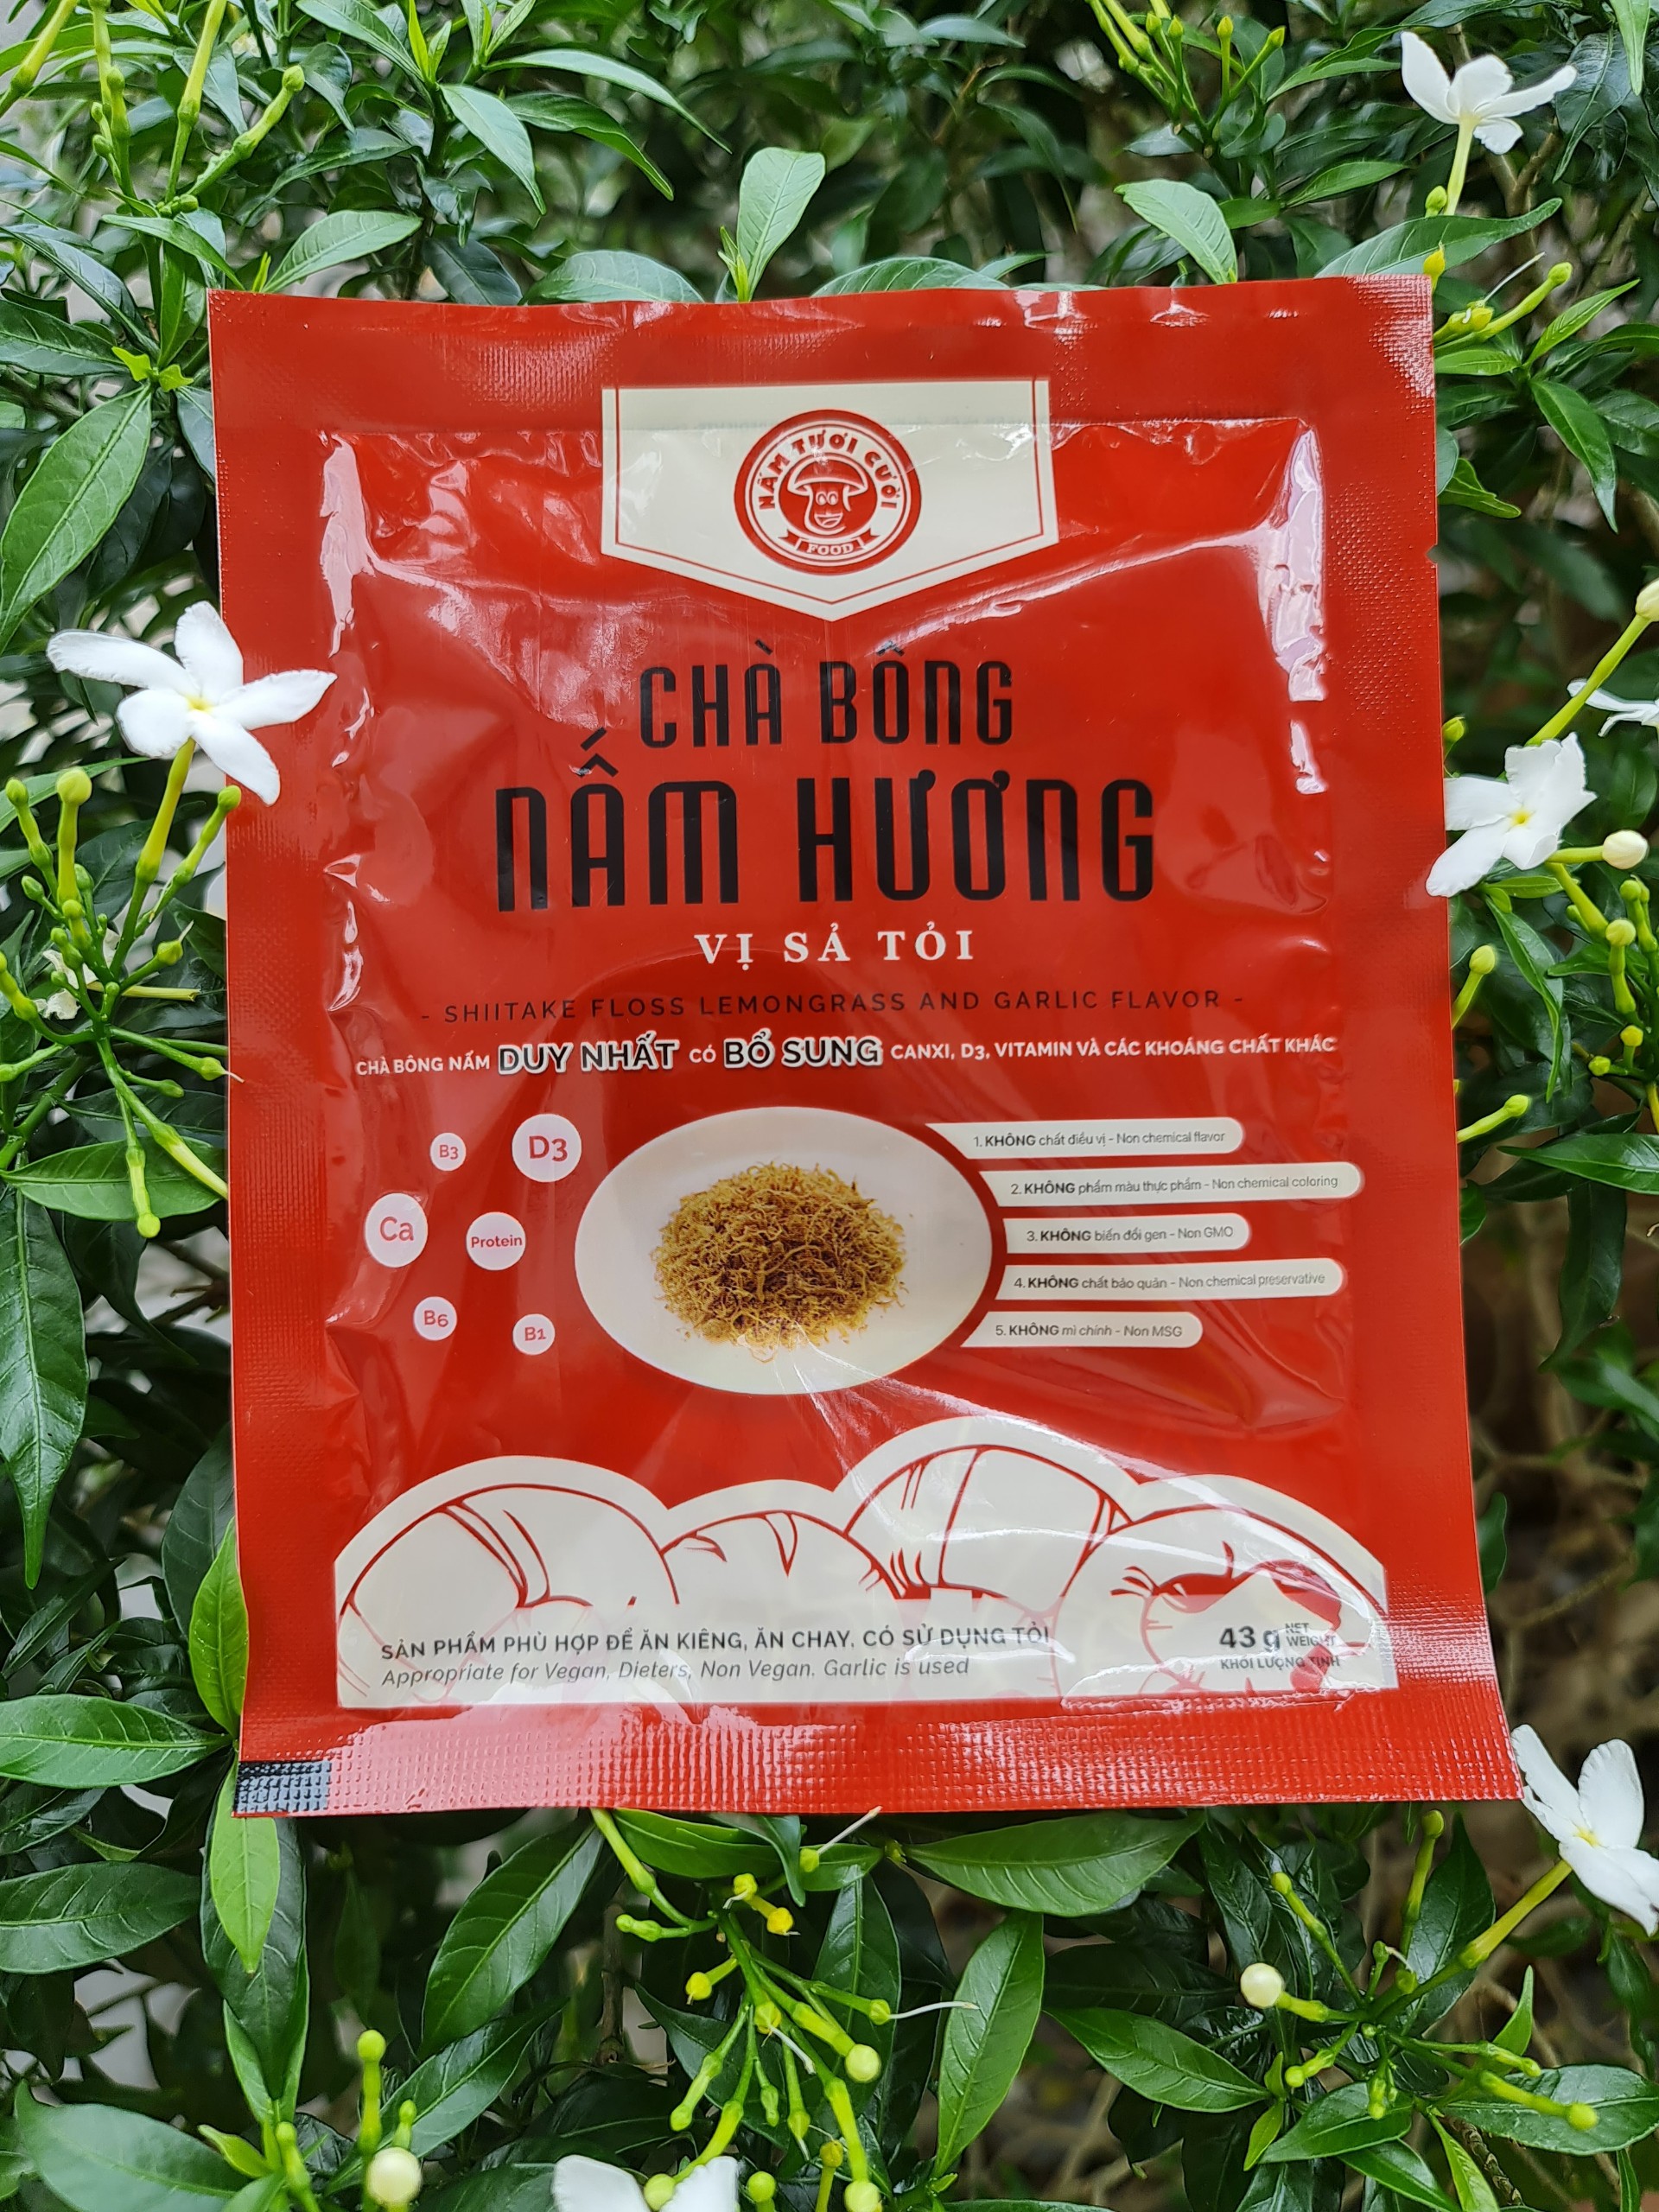 NẤM TƯƠI CƯỜI
FOOD
CHÀ BÔNG
NẤM HƯƠNG
VỊ SẢ TỎI
- SHIITAKE FLOSS LEMONGRASS AND GARLIC FLAVOR -
CHÀ BÔNG NẤM DUY NHẤT CÓ BỔ SUNG CANXI, D3, VITAMIN VÀ CÁC KHOÁNG CHẤT KHÁC
B3
D3
Ca
Protein
B6
B1
1. KHÔNG chất điều vị - Non chemical flavor
2. KHÔNG phẩm màu thực phẩm - Non chemical coloring
3. KHÔNG biến đổi gen - Non GMO
4. KHÔNG chất bảo quản - Non chemical preservative
5. KHÔNG mì chính - Non MSG
SẢN PHẨM PHÙ HỢP ĐỂ ĂN KIÊNG, ĂN CHAY, CÓ SỬ DỤNG TỎI
Appropriate for Vegan, Dieters, Non Vegan. Garlic is used
43 g NET WEIGHT
KHỐI LƯỢNG TỊNH